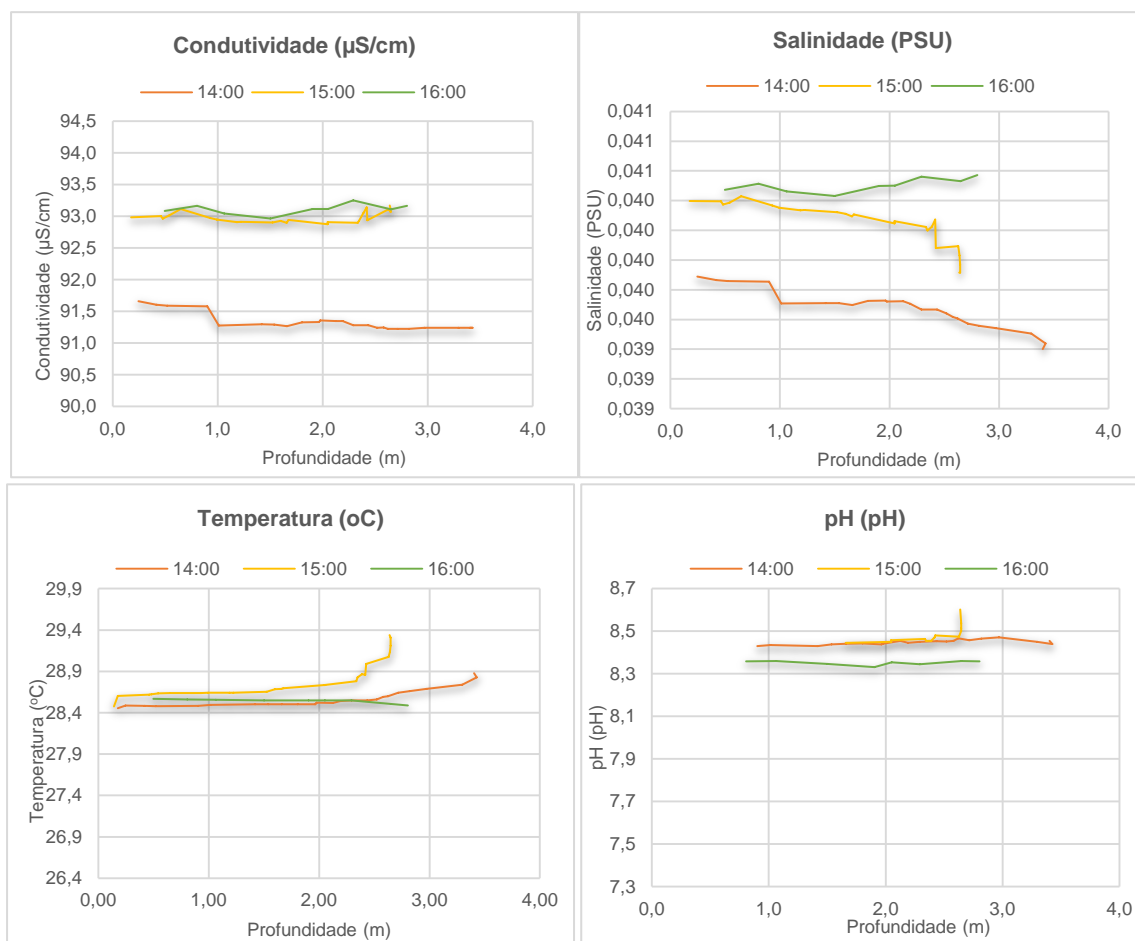 Condutividade (µS/cm)
14:00 15:00 16:00
94,5
94,0
93,5
93,0
92,5
92,0
91,5
91,0
90,5
90,0
Condutividade (µS/cm)
0,0 1,0 2,0 3,0 4,0
Profundidade (m)
Salinidade (PSU)
14:00 15:00 16:00
0,041
0,041
0,041
0,040
0,040
0,040
0,040
0,040
0,039
0,039
0,039
Salinidade (PSU)
0,0 1,0 2,0 3,0 4,0
Profundidade (m)
Temperatura (oC)
14:00 15:00 16:00
29,9
29,4
28,9
28,4
27,9
27,4
26,9
26,4
Temperatura (ºC)
0,00 1,00 2,00 3,00 4,00
Profundidade (m)
pH (pH)
14:00 15:00 16:00
8,7
8,5
8,3
8,1
7,9
7,7
7,5
7,3
pH (pH)
0,0 1,0 2,0 3,0 4,0
Profundidade (m)